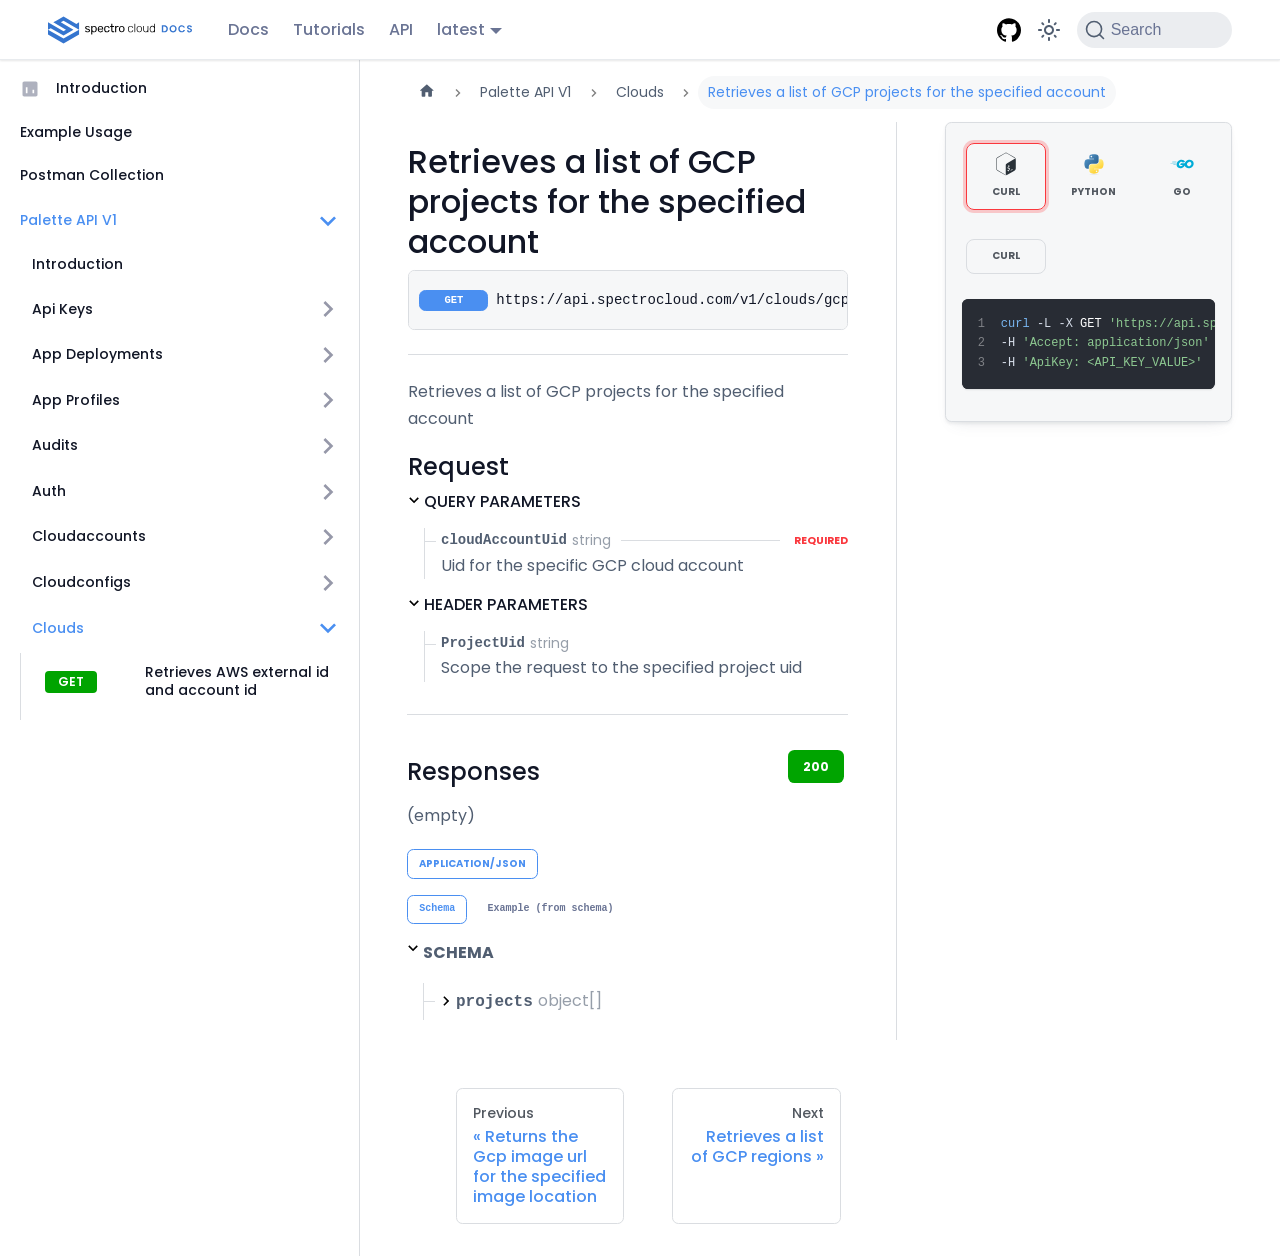 spectro cloud DOCS
Docs
Tutorials
API
latest
Search
Introduction
Example Usage
Postman Collection
Palette API V1
Introduction
Api Keys
App Deployments
App Profiles
Audits
Auth
Cloudaccounts
Cloudconfigs
Clouds
GET
Retrieves AWS external id
and account id
Palette API V1
Clouds
Retrieves a list of GCP projects for the specified account
Retrieves a list of GCP
projects for the specified
account
GET https://api.spectrocloud.com/v1/clouds/gcp
Retrieves a list of GCP projects for the specified
account
Request
QUERY PARAMETERS
cloudAccountUid string REQUIRED
Uid for the specific GCP cloud account
HEADER PARAMETERS
ProjectUid string
Scope the request to the specified project uid
Responses
200
(empty)
APPLICATION/JSON
Schema Example (from schema)
SCHEMA
projects object[]
CURL PYTHON GO
CURL
1 curl -L -X GET 'https://api.sp
2 -H 'Accept: application/json'
3 -H 'ApiKey: <API_KEY_VALUE>'
Previous
« Returns the
Gcp image url
for the specified
image location
Next
Retrieves a list
of GCP regions »